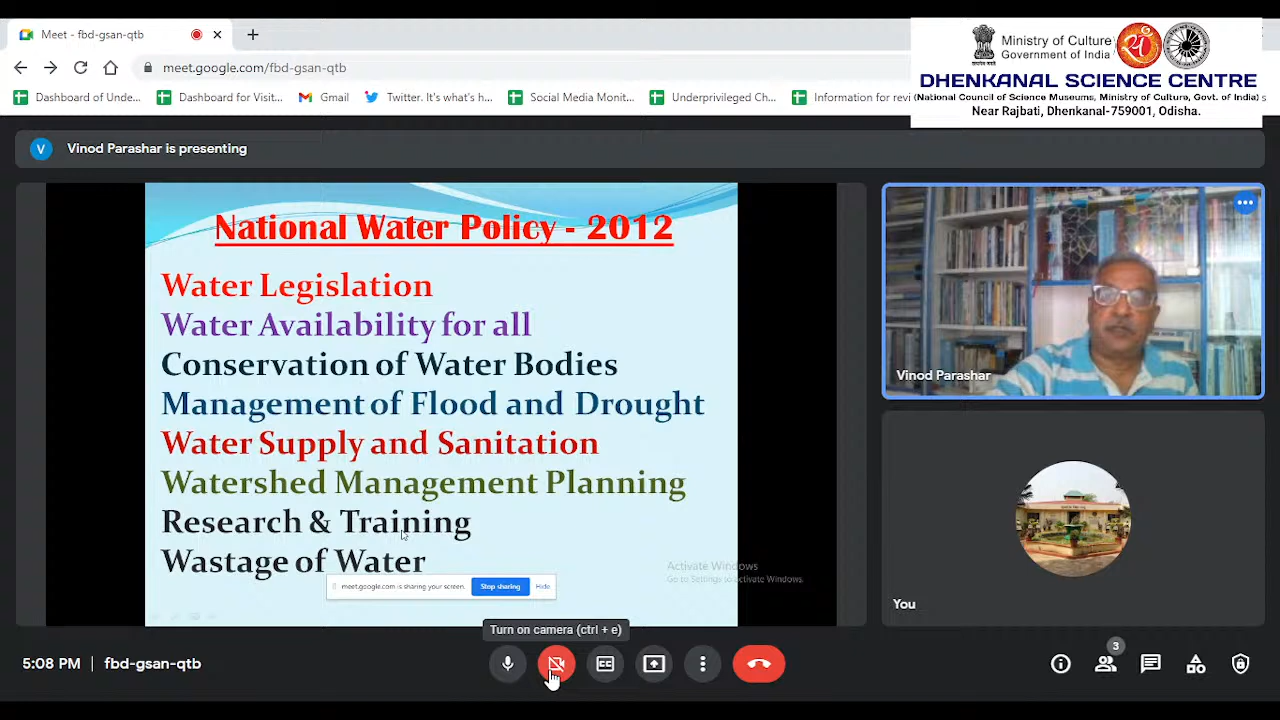 Meet - fbd-gsan-qtb
meet.google.com/fbd-gsan-qtb
Dashboard of Unde...
Dashboard for Visit...
Gmail
Twitter. It's what's h...
Social Media Monit...
Underprivileged Ch...
Information for revi
Ministry of Culture
Government of India
DHENKANAL SCIENCE CENTRE
(National Council of Science Museums, Ministry of Culture, Govt. of India)
Near Rajbati, Dhenkanal-759001, Odisha.
V
Vinod Parashar is presenting
National Water Policy - 2012
Water Legislation
Water Availability for all
Conservation of Water Bodies
Management of Flood and Drought
Water Supply and Sanitation
Watershed Management Planning
Research & Training
Wastage of Water
meet.google.com is sharing your screen.
Stop sharing
Hide
Activate Windows
Go to Settings to activate Windows.
Vinod Parashar
You
Turn on camera (ctrl + e)
5:08 PM | fbd-gsan-qtb
CC
3